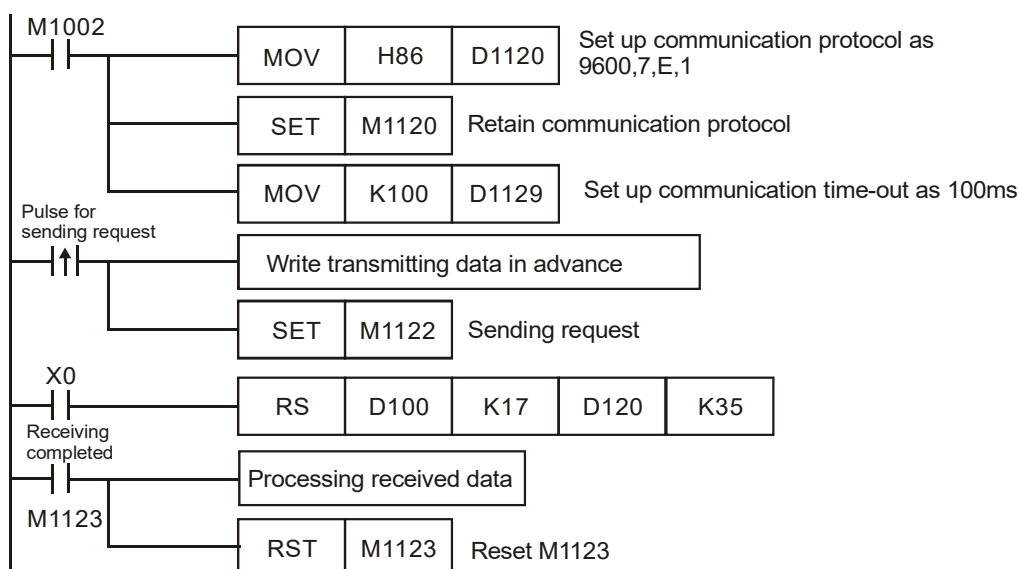 M1002
MOV H86 D1120 Set up communication protocol as
9600,7,E,1
SET M1120 Retain communication protocol
MOV K100 D1129 Set up communication time-out as 100ms
Pulse for
sending request
Write transmitting data in advance
SET M1122 Sending request
X0
RS D100 K17 D120 K35
Receiving
completed
Processing received data
M1123
RST M1123 Reset M1123